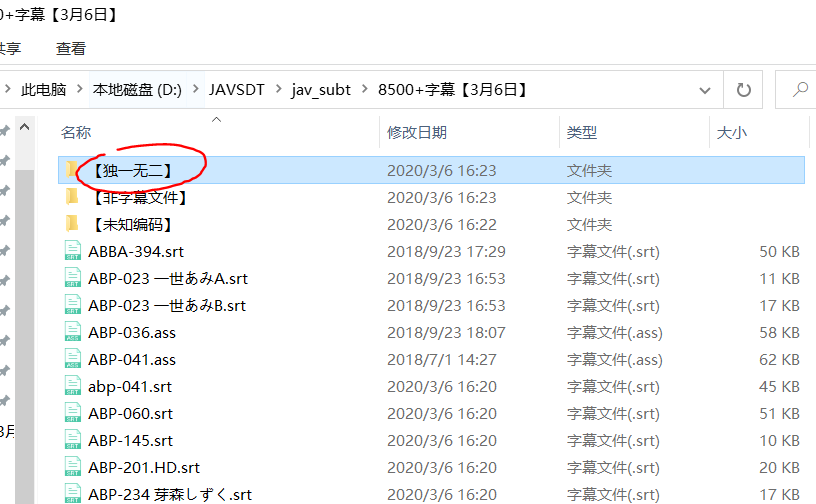 0+字幕【3月6日】
共享 查看
此电脑 本地磁盘 (D:) JAVSDT jav_subt 8500+字幕【3月6日】
名称 修改日期 类型 大小
【独一无二】 2020/3/6 16:23 文件夹
【非字幕文件】 2020/3/6 16:23 文件夹
【未知编码】 2020/3/6 16:22 文件夹
ABBA-394.srt 2018/9/23 17:29 字幕文件(.srt) 50 KB
ABP-023 一世あみA.srt 2018/9/23 16:53 字幕文件(.srt) 11 KB
ABP-023 一世あみB.srt 2018/9/23 16:53 字幕文件(.srt) 17 KB
ABP-036.ass 2018/9/23 18:07 字幕文件(.ass) 58 KB
ABP-041.ass 2018/7/1 14:27 字幕文件(.ass) 62 KB
abp-041.srt 2020/3/6 16:20 字幕文件(.srt) 45 KB
ABP-060.srt 2020/3/6 16:20 字幕文件(.srt) 51 KB
3月
ABP-145.srt 2020/3/6 16:20 字幕文件(.srt) 10 KB
ABP-201.HD.srt 2020/3/6 16:20 字幕文件(.srt) 20 KB
ABP-234 芽森しずく.srt 2020/3/6 16:20 字幕文件(.srt) 17 KB